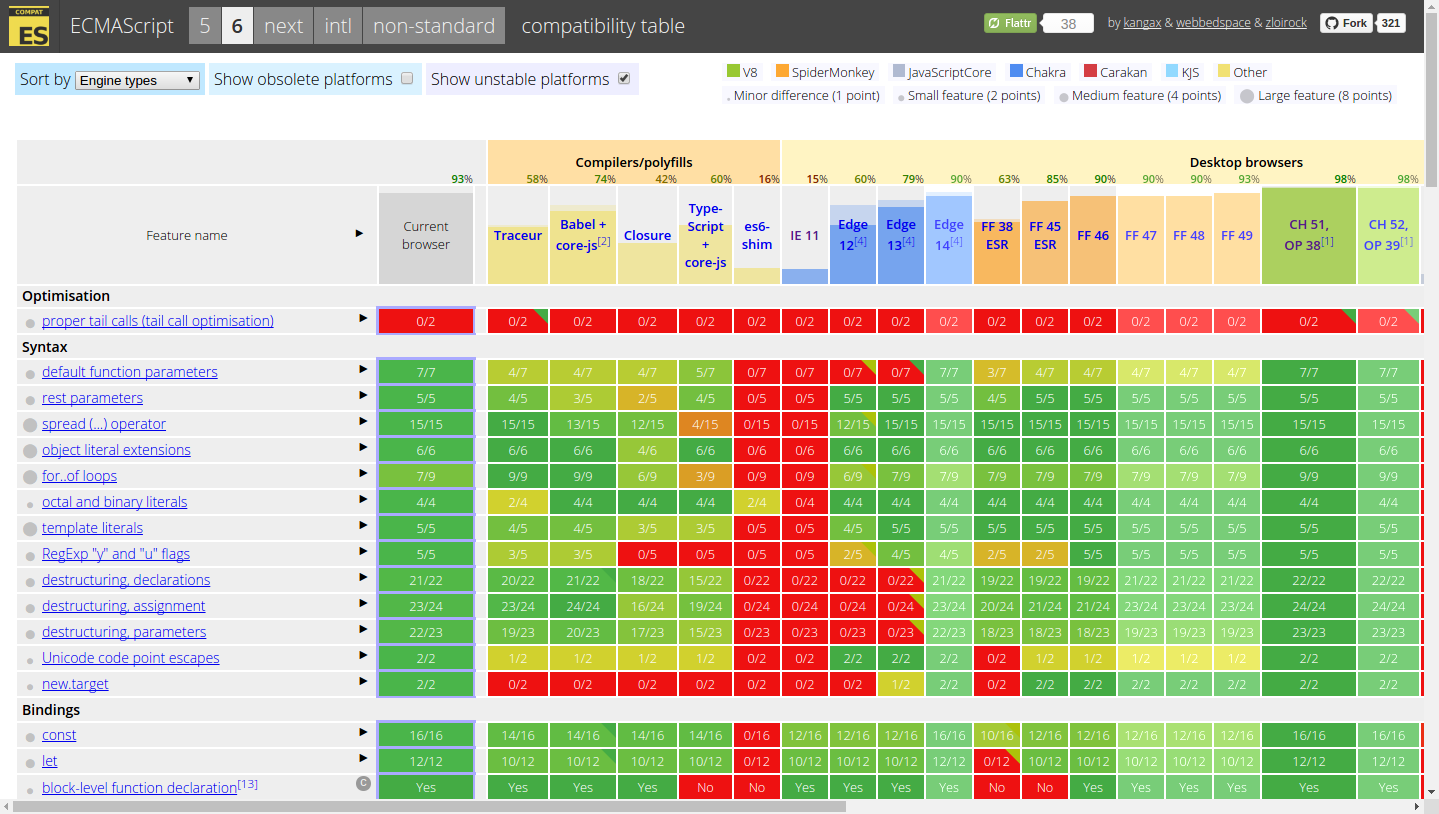 COMPAT ES ECMAScript 5 6 next intl non-standard compatibility table Flattr 38 by kangax & webbedspace & zloirock Fork 321
Sort by Engine types Show obsolete platforms Show unstable platforms V8 SpiderMonkey JavaScriptCore Chakra Carakan KJS Other
Minor difference (1 point) Small feature (2 points) Medium feature (4 points) Large feature (8 points)
Compilers/polyfills Desktop browsers
93% 58% 74% 42% 60% 16% 15% 60% 79% 90% 63% 85% 90% 90% 90% 93% 98% 98%
Feature name Current browser Traceur Babel + core-js[2] Closure Type-Script + core-js es6-shim IE 11 Edge 12[4] Edge 13[4] Edge 14[4] FF 38 ESR FF 45 ESR FF 46 FF 47 FF 48 FF 49 CH 51, OP 38[1] CH 52, OP 39[1]
Optimisation
proper tail calls (tail call optimisation) 0/2 0/2 0/2 0/2 0/2 0/2 0/2 0/2 0/2 0/2 0/2 0/2 0/2 0/2 0/2 0/2 0/2 0/2
Syntax
default function parameters 7/7 4/7 4/7 4/7 5/7 0/7 0/7 0/7 0/7 7/7 3/7 4/7 4/7 4/7 4/7 4/7 7/7 7/7
rest parameters 5/5 4/5 3/5 2/5 4/5 0/5 0/5 5/5 5/5 5/5 4/5 5/5 5/5 5/5 5/5 5/5 5/5 5/5
spread (...) operator 15/15 15/15 13/15 12/15 4/15 0/15 0/15 12/15 15/15 15/15 15/15 15/15 15/15 15/15 15/15 15/15 15/15 15/15
object literal extensions 6/6 6/6 6/6 4/6 6/6 0/6 0/6 6/6 6/6 6/6 6/6 6/6 6/6 6/6 6/6 6/6 6/6 6/6
for..of loops 7/9 9/9 9/9 6/9 3/9 0/9 0/9 6/9 7/9 9/9 7/9 7/9 7/9 7/9 7/9 7/9 9/9 9/9
octal and binary literals 4/4 2/4 4/4 4/4 4/4 2/4 0/4 4/4 4/4 4/4 4/4 4/4 4/4 4/4 4/4 4/4 4/4 4/4
template literals 5/5 4/5 4/5 3/5 3/5 0/5 0/5 4/5 5/5 5/5 5/5 5/5 5/5 5/5 5/5 5/5 5/5 5/5
RegExp "y" and "u" flags 5/5 3/5 3/5 0/5 0/5 0/5 0/5 2/5 4/5 4/5 2/5 2/5 5/5 5/5 5/5 5/5 5/5 5/5
destructuring, declarations 21/22 20/22 21/22 18/22 15/22 0/22 0/22 0/22 0/22 21/22 19/22 19/22 19/22 21/22 21/22 21/22 22/22 22/22
destructuring, assignment 23/24 23/24 24/24 16/24 19/24 0/24 0/24 0/24 0/24 23/24 20/24 21/24 21/24 23/24 23/24 23/24 24/24 24/24
destructuring, parameters 22/23 19/23 20/23 17/23 15/23 0/23 0/23 0/23 0/23 22/23 18/23 18/23 18/23 19/23 19/23 19/23 23/23 23/23
Unicode code point escapes 2/2 1/2 1/2 1/2 1/2 0/2 0/2 2/2 2/2 2/2 0/2 1/2 1/2 1/2 1/2 1/2 2/2 2/2
new.target 2/2 0/2 0/2 0/2 0/2 0/2 0/2 0/2 1/2 2/2 0/2 2/2 2/2 2/2 2/2 2/2 2/2 2/2
Bindings
const 16/16 14/16 14/16 14/16 14/16 0/16 12/16 12/16 12/16 16/16 10/16 12/16 12/16 12/16 12/16 12/16 16/16 16/16
let 12/12 10/12 10/12 10/12 10/12 0/12 10/12 10/12 10/12 12/12 0/12 10/12 10/12 10/12 10/12 10/12 12/12 12/12
block-level function declaration[13] C Yes Yes Yes Yes No No Yes Yes Yes Yes No No Yes Yes Yes Yes Yes Yes